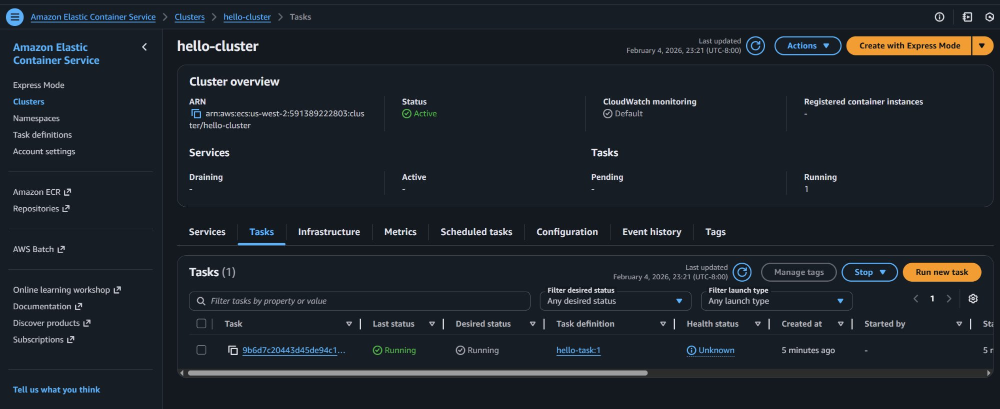 Amazon Elastic Container Service
Clusters
hello-cluster
Tasks
Amazon Elastic
Container Service
Express Mode
Clusters
Namespaces
Task definitions
Account settings
Amazon ECR
Repositories
AWS Batch
Online learning workshop
Documentation
Discover products
Subscriptions
Tell us what you think
hello-cluster
Last updated
February 4, 2026, 23:21 (UTC-8:00)
Actions
Create with Express Mode
Cluster overview
ARN
arn:aws:ecs:us-west-2:591389222803:clus
ter/hello-cluster
Status
Active
CloudWatch monitoring
Default
Registered container instances
-
Services
Tasks
Draining
-
Active
-
Pending
-
Running
1
Services Tasks Infrastructure Metrics Scheduled tasks Configuration Event history Tags
Tasks (1)
Last updated
February 4, 2026, 23:21 (UTC-8:00)
Manage tags
Stop
Run new task
Filter tasks by property or value
Filter desired status
Any desired status
Filter launch type
Any launch type
1
Task Last status Desired status Task definition Health status Created at Started by Sta
9b6d7c20443d45de94c1... Running Running hello-task:1 Unknown 5 minutes ago - 5